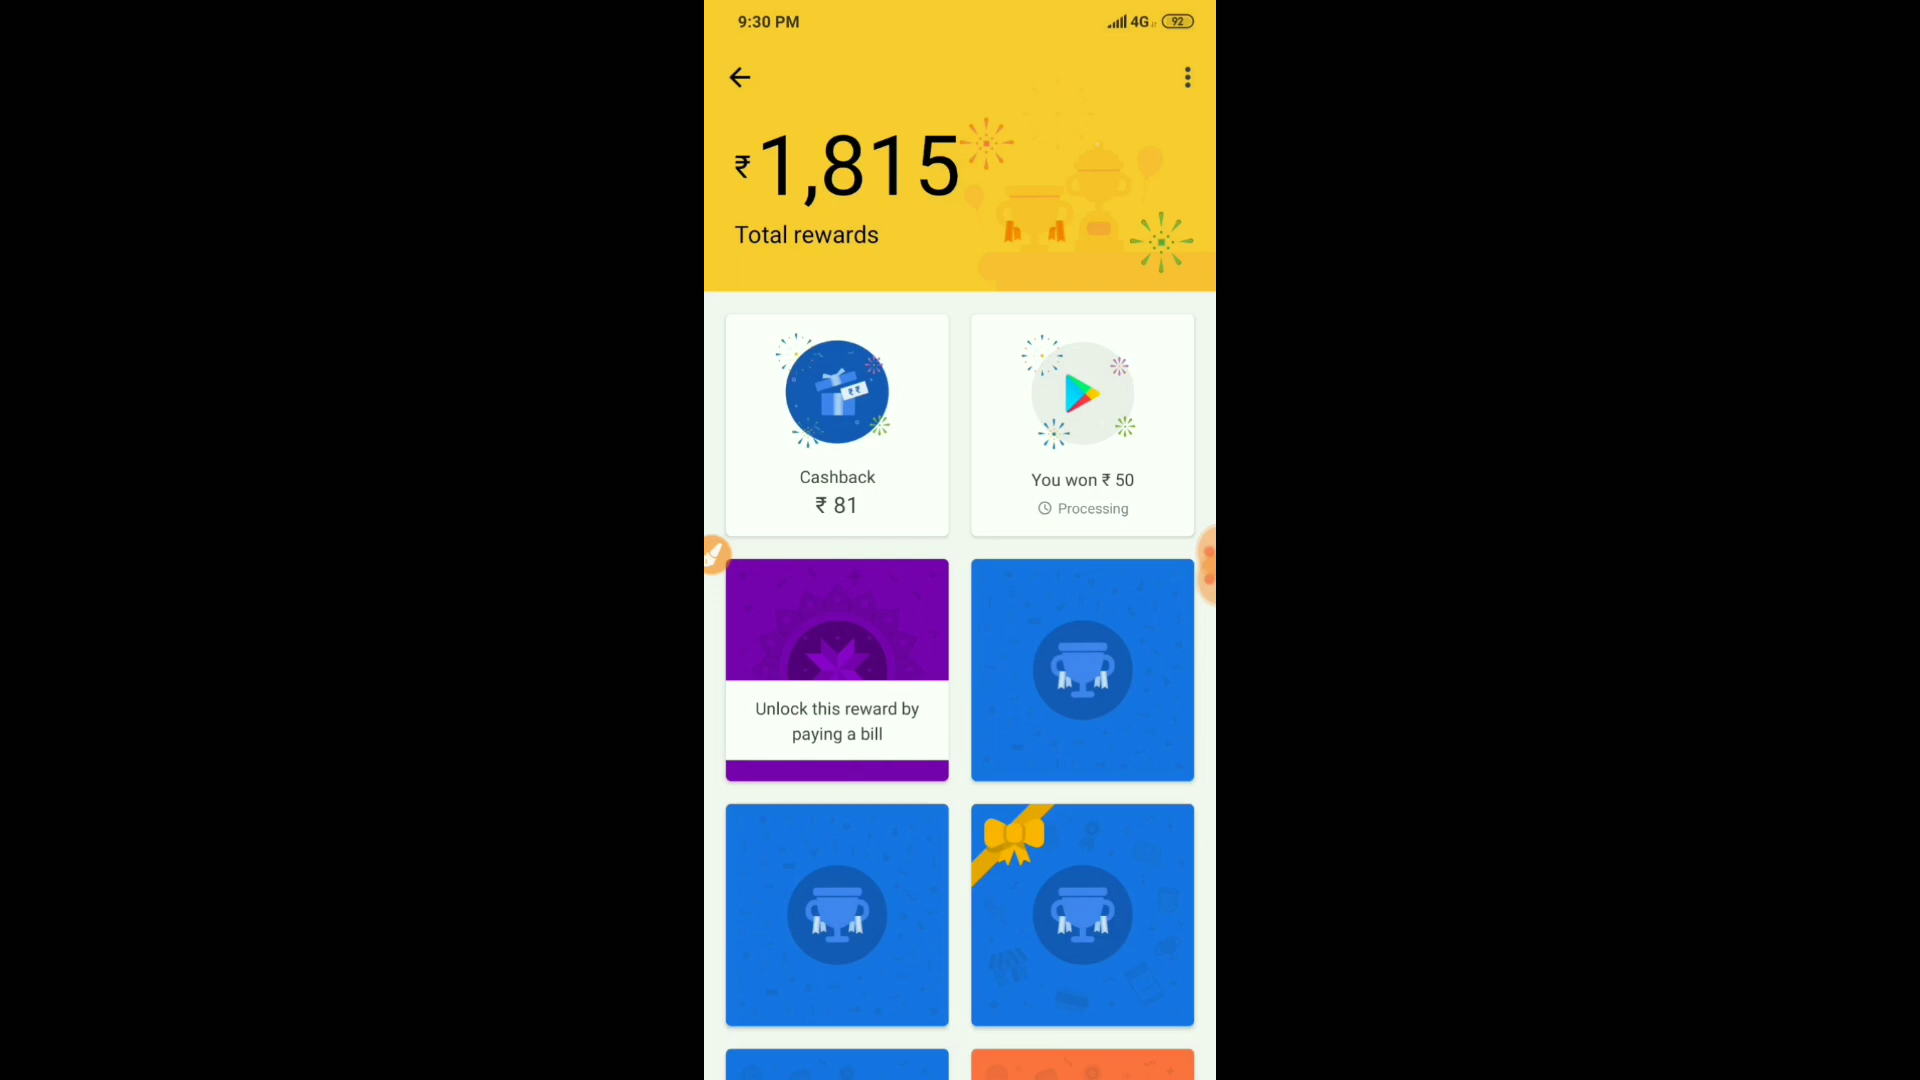 9:30 PM
4G 92
₹1,815
Total rewards
Cashback
₹ 81
You won ₹ 50
Processing
Unlock this reward by
paying a bill